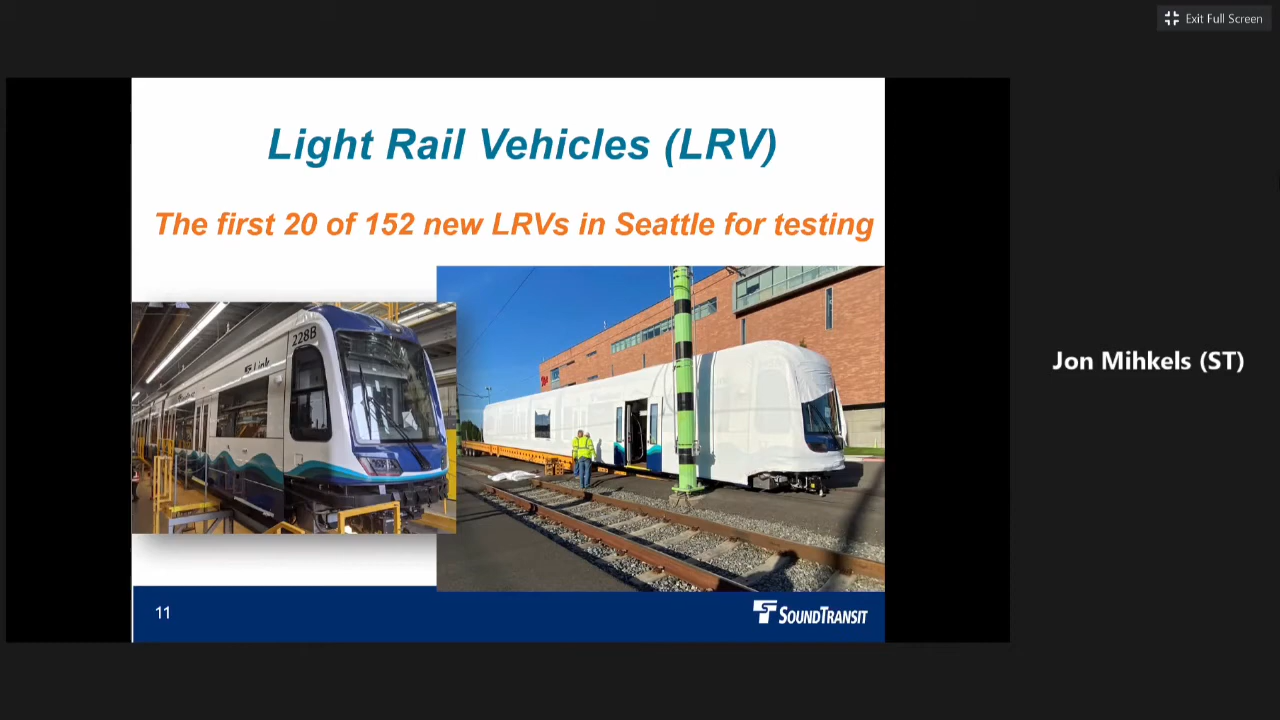 Exit Full Screen
Light Rail Vehicles (LRV)
The first 20 of 152 new LRVs in Seattle for testing
228B
Link
Jon Mihkels (ST)
11
SOUNDTRANSIT